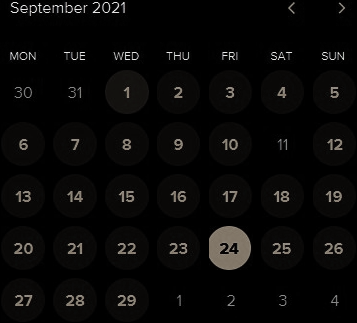 September 2021
MON TUE WED THU FRI SAT SUN
30 31 1 2 3 4 5
6 7 8 9 10 11 12
13 14 15 16 17 18 19
20 21 22 23 24 25 26
27 28 29 1 2 3 4